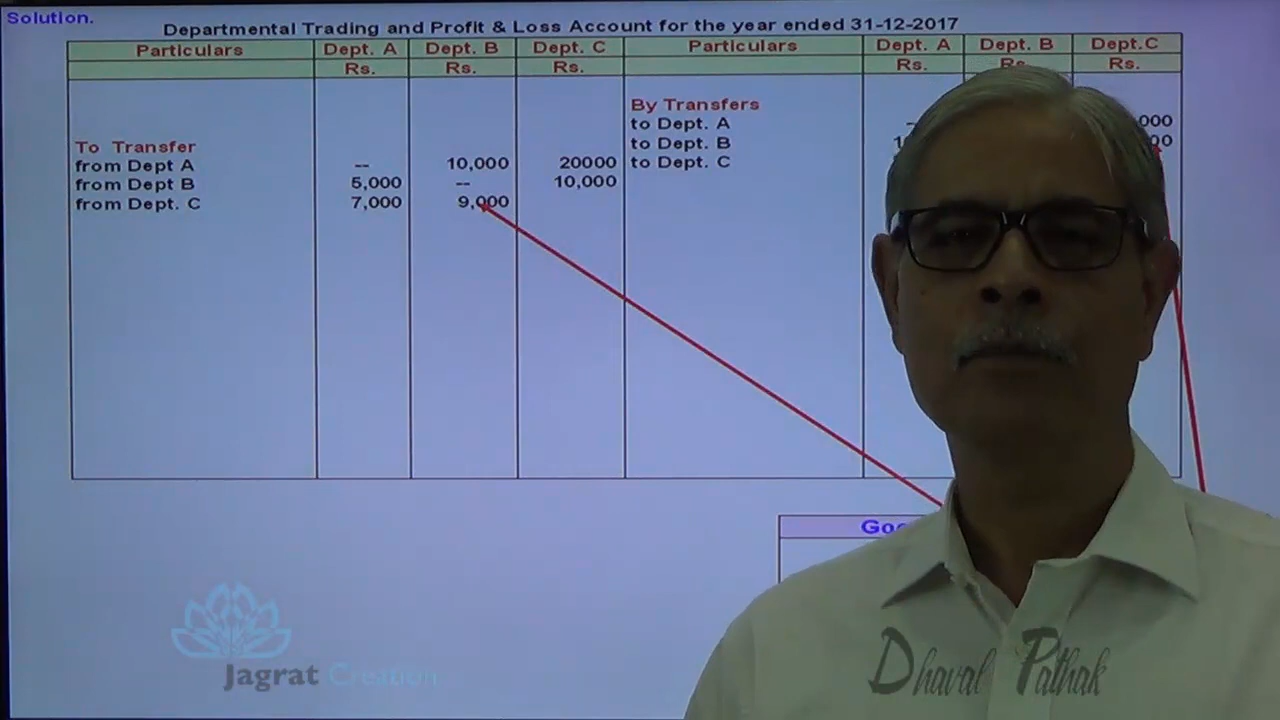 Solution.
Departmental Trading and Profit & Loss Account for the year ended 31-12-2017
Particulars Dept. A Dept. B Dept. C Particulars Dept. A Dept. B Dept.C
Rs. Rs. Rs. Rs. Rs. Rs.
By Transfers
to Dept. A
To Transfer to Dept. B
from Dept A -- 10,000 20000 to Dept. C
from Dept B 5,000 -- 10,000
from Dept. C 7,000 9,000
Jagrat Creation
Dhaval Pathak